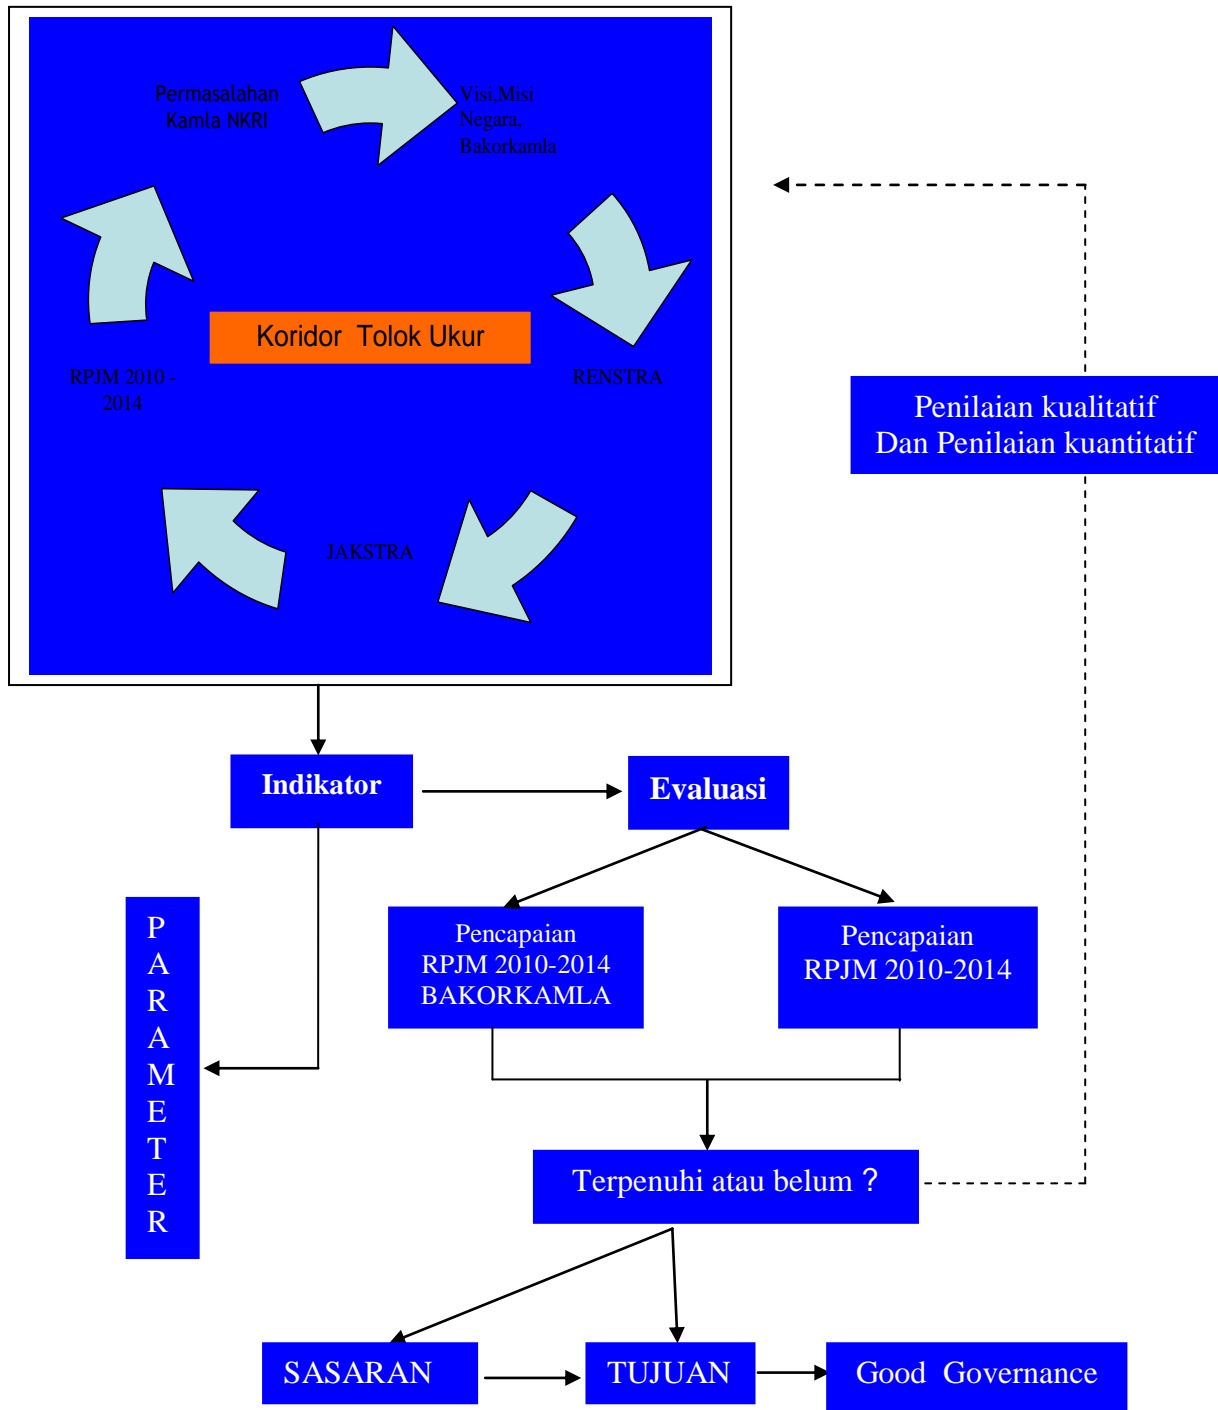 Permasalahan
Kamla NKRI
Visi,Misi
Negara,
Bakorkamla
Koridor Tolok Ukur
RPJM 2010 -
2014
RENSTRA
JAKSTRA
Penilaian kualitatif
Dan Penilaian kuantitatif
Indikator
Evaluasi
P
A
R
A
M
E
T
E
R
Pencapaian
RPJM 2010-2014
BAKORKAMLA
Pencapaian
RPJM 2010-2014
Terpenuhi atau belum ?
SASARAN
TUJUAN
Good Governance